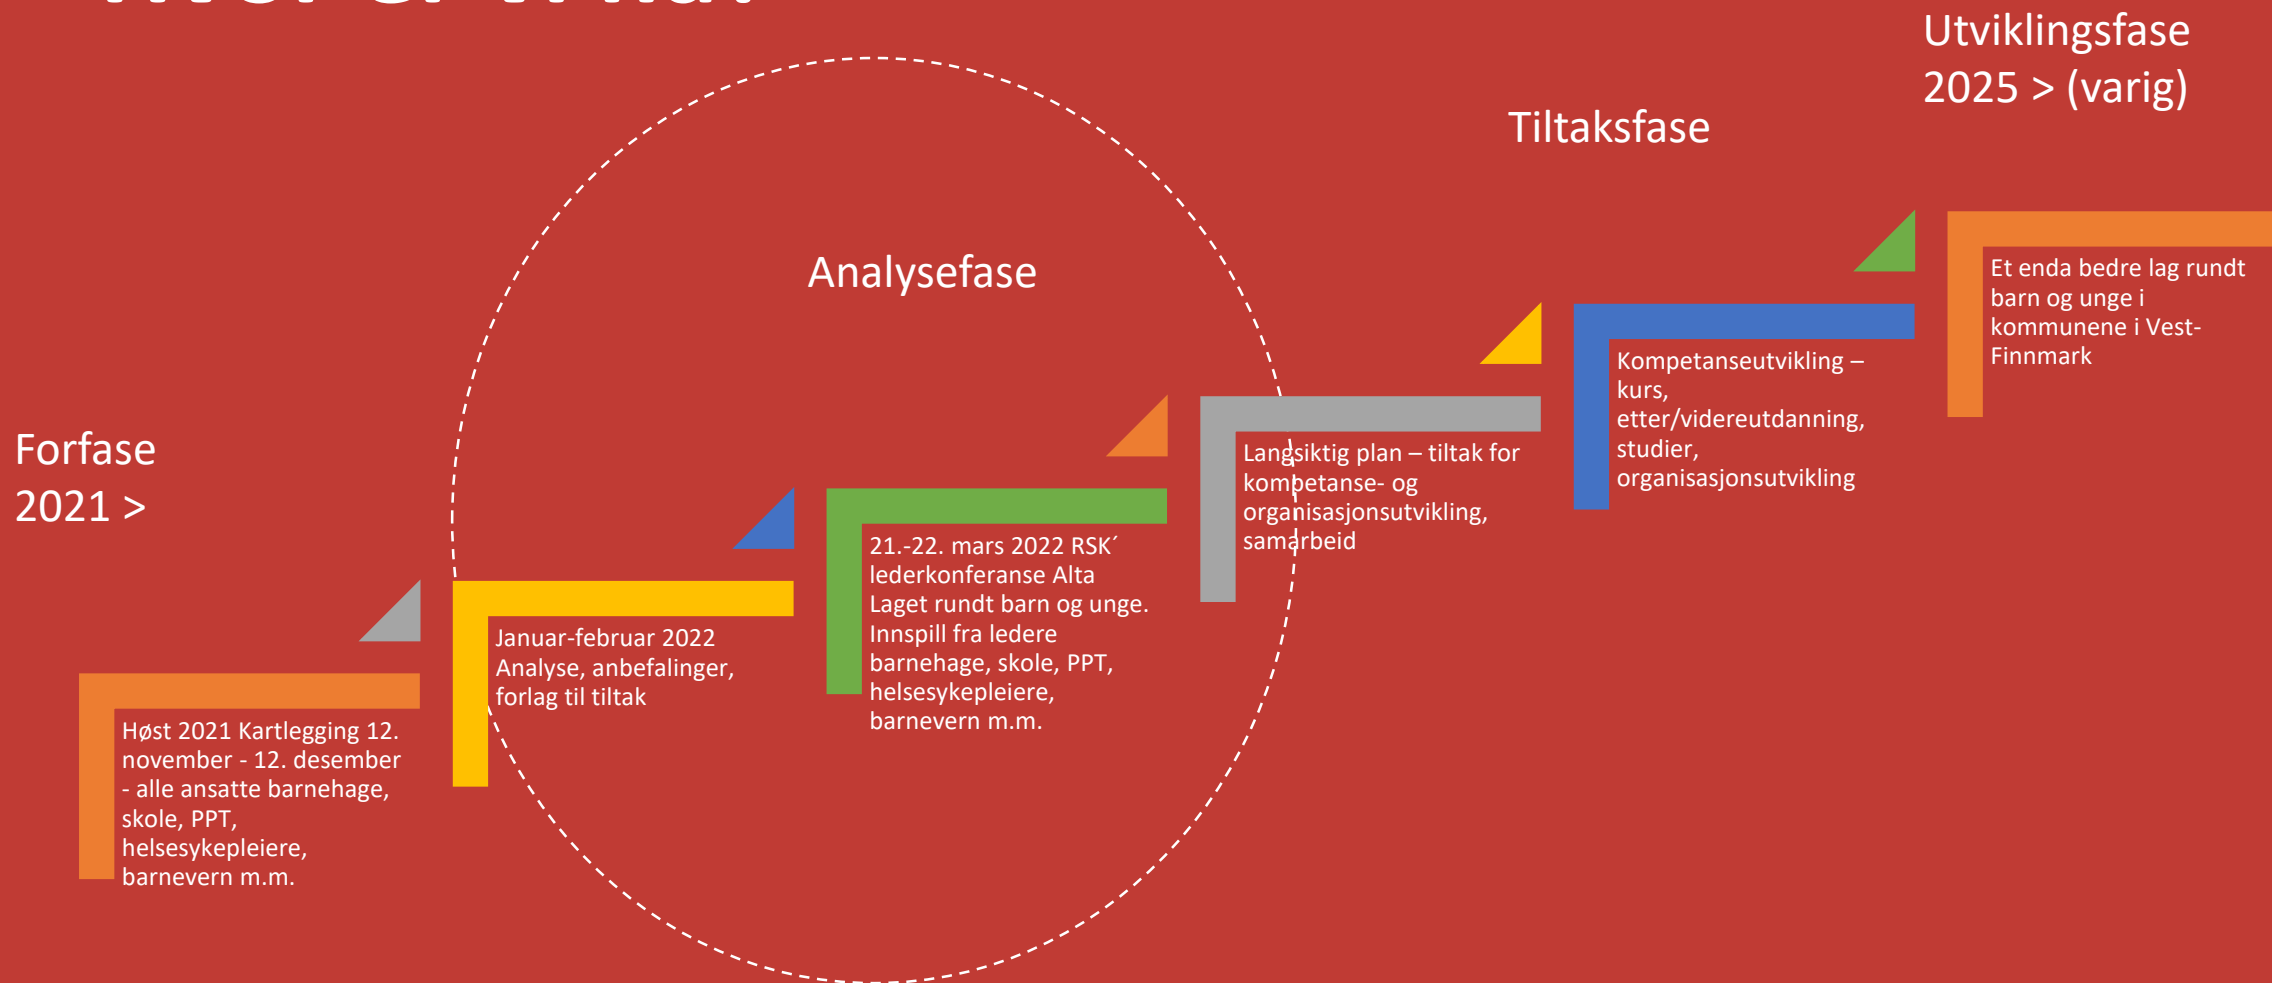 Forfase
2021 >
Høst 2021 Kartlegging 12.
november - 12. desember
- alle ansatte barnehage,
skole, PPT,
helsesykepleiere,
barnevern m.m.
Analysefase
Januar-februar 2022
Analyse, anbefalinger,
forlag til tiltak
21.-22. mars 2022 RSK´
lederkonferanse Alta
Laget rundt barn og unge.
Innspill fra ledere
barnehage, skole, PPT,
helsesykepleiere,
barnevern m.m.
Langsiktig plan – tiltak for
kompetanse- og
organisasjonsutvikling,
samarbeid
Tiltaksfase
Kompetanseutvikling –
kurs,
etter/videreutdanning,
studier,
organisasjonsutvikling
Utviklingsfase
2025 > (varig)
Et enda bedre lag rundt
barn og unge i
kommunene i Vest-
Finnmark